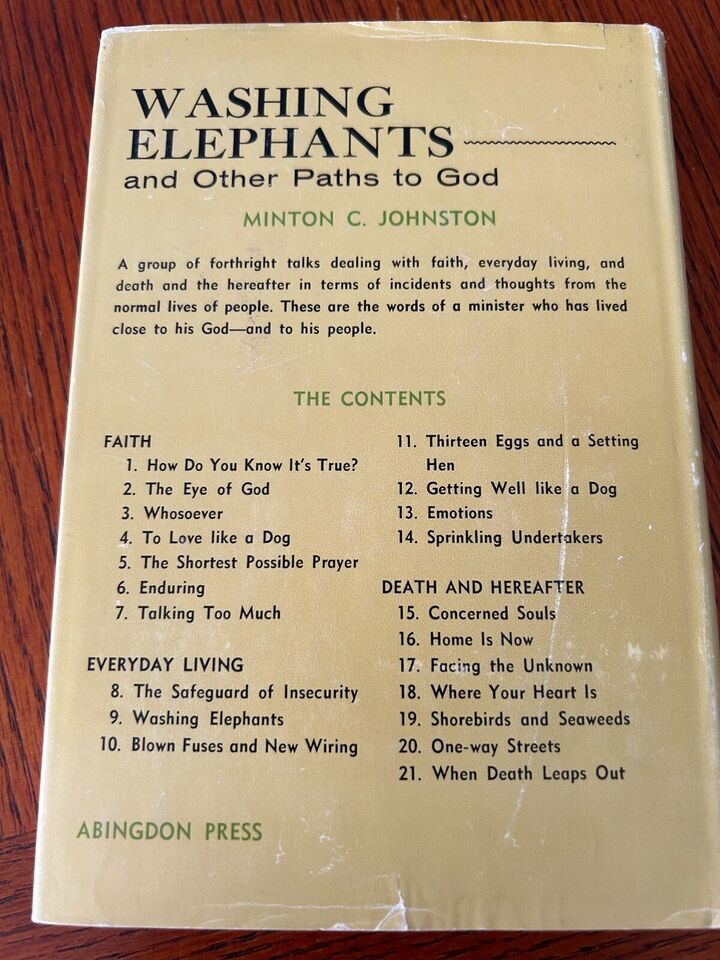 WASHING
ELEPHANTS
and Other Paths to God
MINTON C. JOHNSTON
A group of forthright talks dealing with faith, everyday living, and
death and the hereafter in terms of incidents and thoughts from the
normal lives of people. These are the words of a minister who has lived
close to his God—and to his people.
THE CONTENTS
FAITH
1. How Do You Know It's True?
2. The Eye of God
3. Whosoever
4. To Love like a Dog
5. The Shortest Possible Prayer
6. Enduring
7. Talking Too Much
EVERYDAY LIVING
8. The Safeguard of Insecurity
9. Washing Elephants
10. Blown Fuses and New Wiring
11. Thirteen Eggs and a Setting
Hen
12. Getting Well like a Dog
13. Emotions
14. Sprinkling Undertakers
DEATH AND HEREAFTER
15. Concerned Souls
16. Home Is Now
17. Facing the Unknown
18. Where Your Heart Is
19. Shorebirds and Seaweeds
20. One-way Streets
21. When Death Leaps Out
ABINGDON PRESS